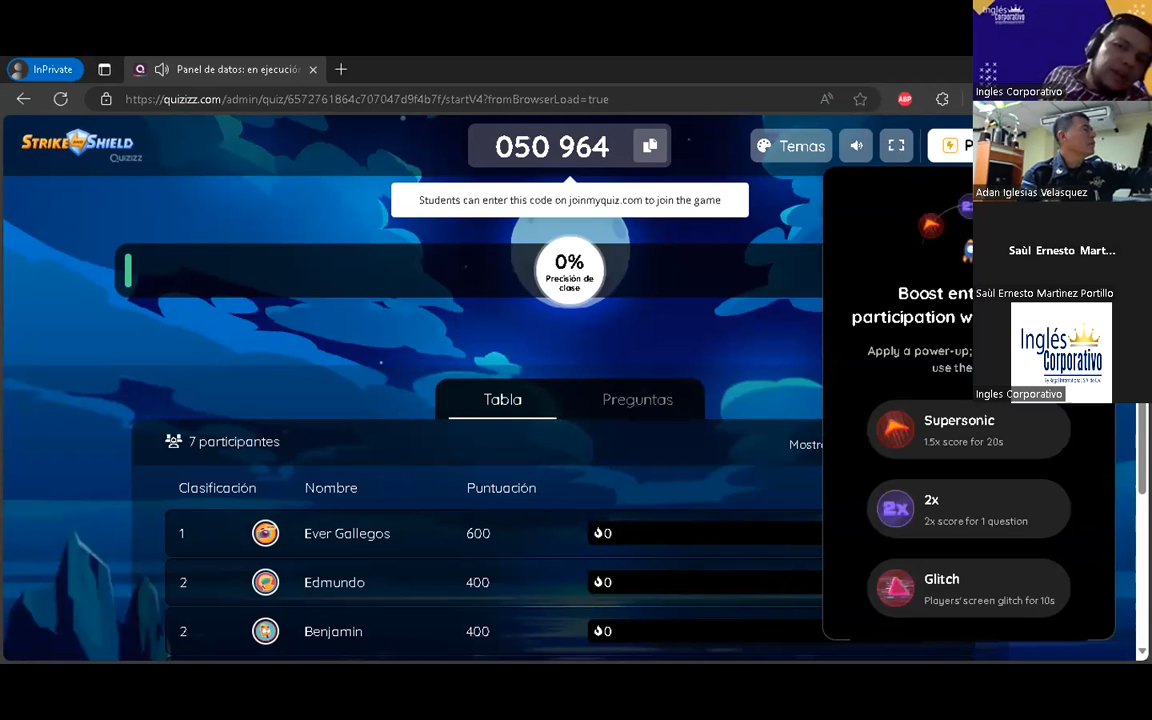 InPrivate
Panel de datos: en ejecució
https://quizizz.com/admin/quiz/6572761864c707047d9f4b7f/startV4?fromBrowserLoad=true
ABP
STRIKE SHIELD
Quizizz
050 964
Temas
P
Students can enter this code on joinmyquiz.com to join the game
0%
Precisión de
clase
Tabla
Preguntas
7 participantes
Mostr
Clasificación
Nombre
Puntuación
1
Ever Gallegos
600
0
2
Edmundo
400
0
2
Benjamin
400
0
Boost ent
participation w
Apply a power-up;
use the
Supersonic
1.5x score for 20s
2x
2x
2x score for 1 question
Glitch
Players' screen glitch for 10s
Inglés
Corporativo
Ingles Corporativo
Adan Iglesias Velasquez
Saùl Ernesto Mart...
Saùl Ernesto Martìnez Portillo
Inglés
Corporativo
Ingles Corporativo